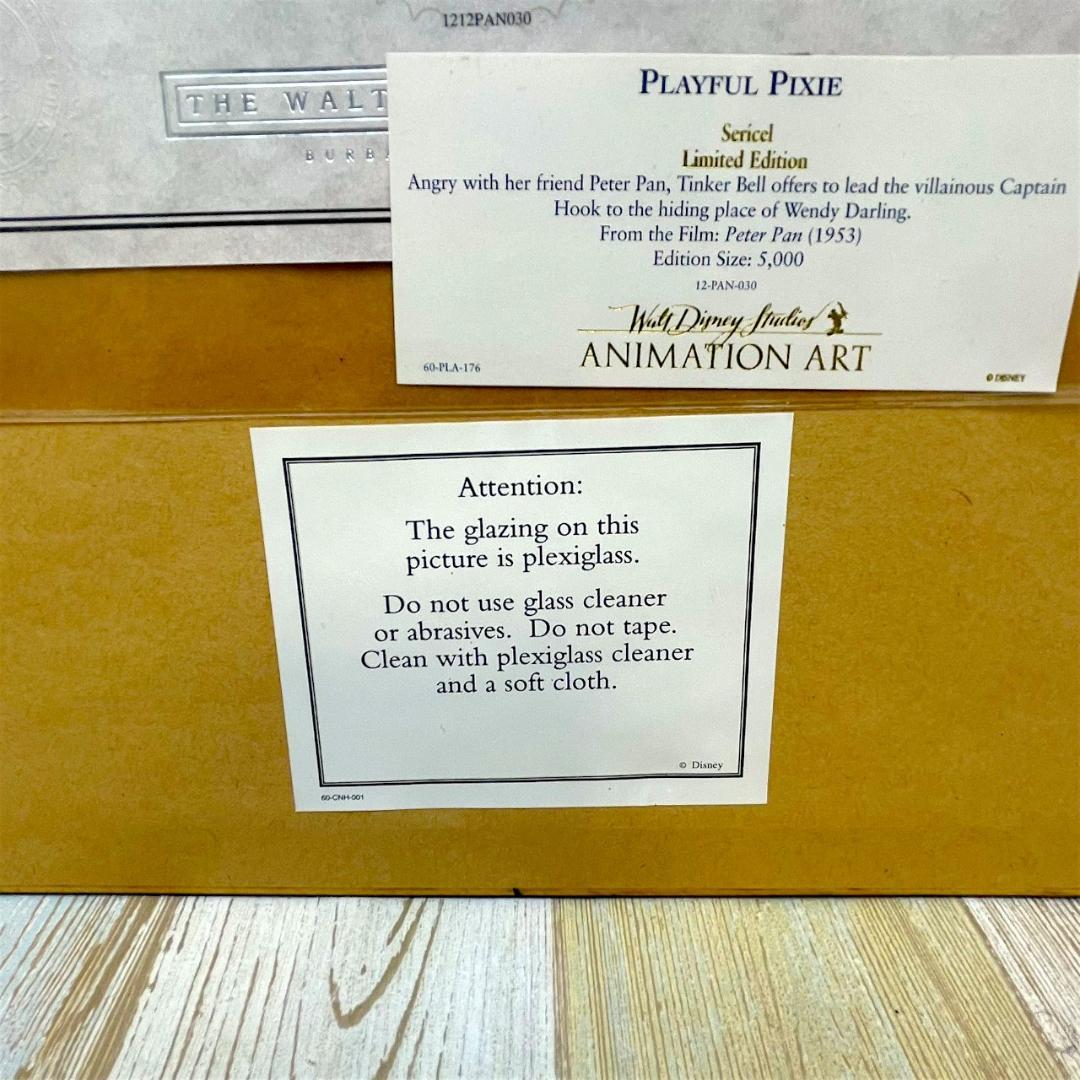 1212PAN030
THE WALT
BURBA
PLAYFUL PIXIE
Sericel
Limited Edition
Angry with her friend Peter Pan, Tinker Bell offers to lead the villainous Captain
Hook to the hiding place of Wendy Darling.
From the Film: Peter Pan (1953)
Edition Size: 5,000
12-PAN-030
Walt Disney Studios
ANIMATION ART
60-PLA-176
© DISNEY
Attention:
The glazing on this
picture is plexiglass.
Do not use glass cleaner
or abrasives. Do not tape.
Clean with plexiglass cleaner
and a soft cloth.
© Disney
60-CNH-001